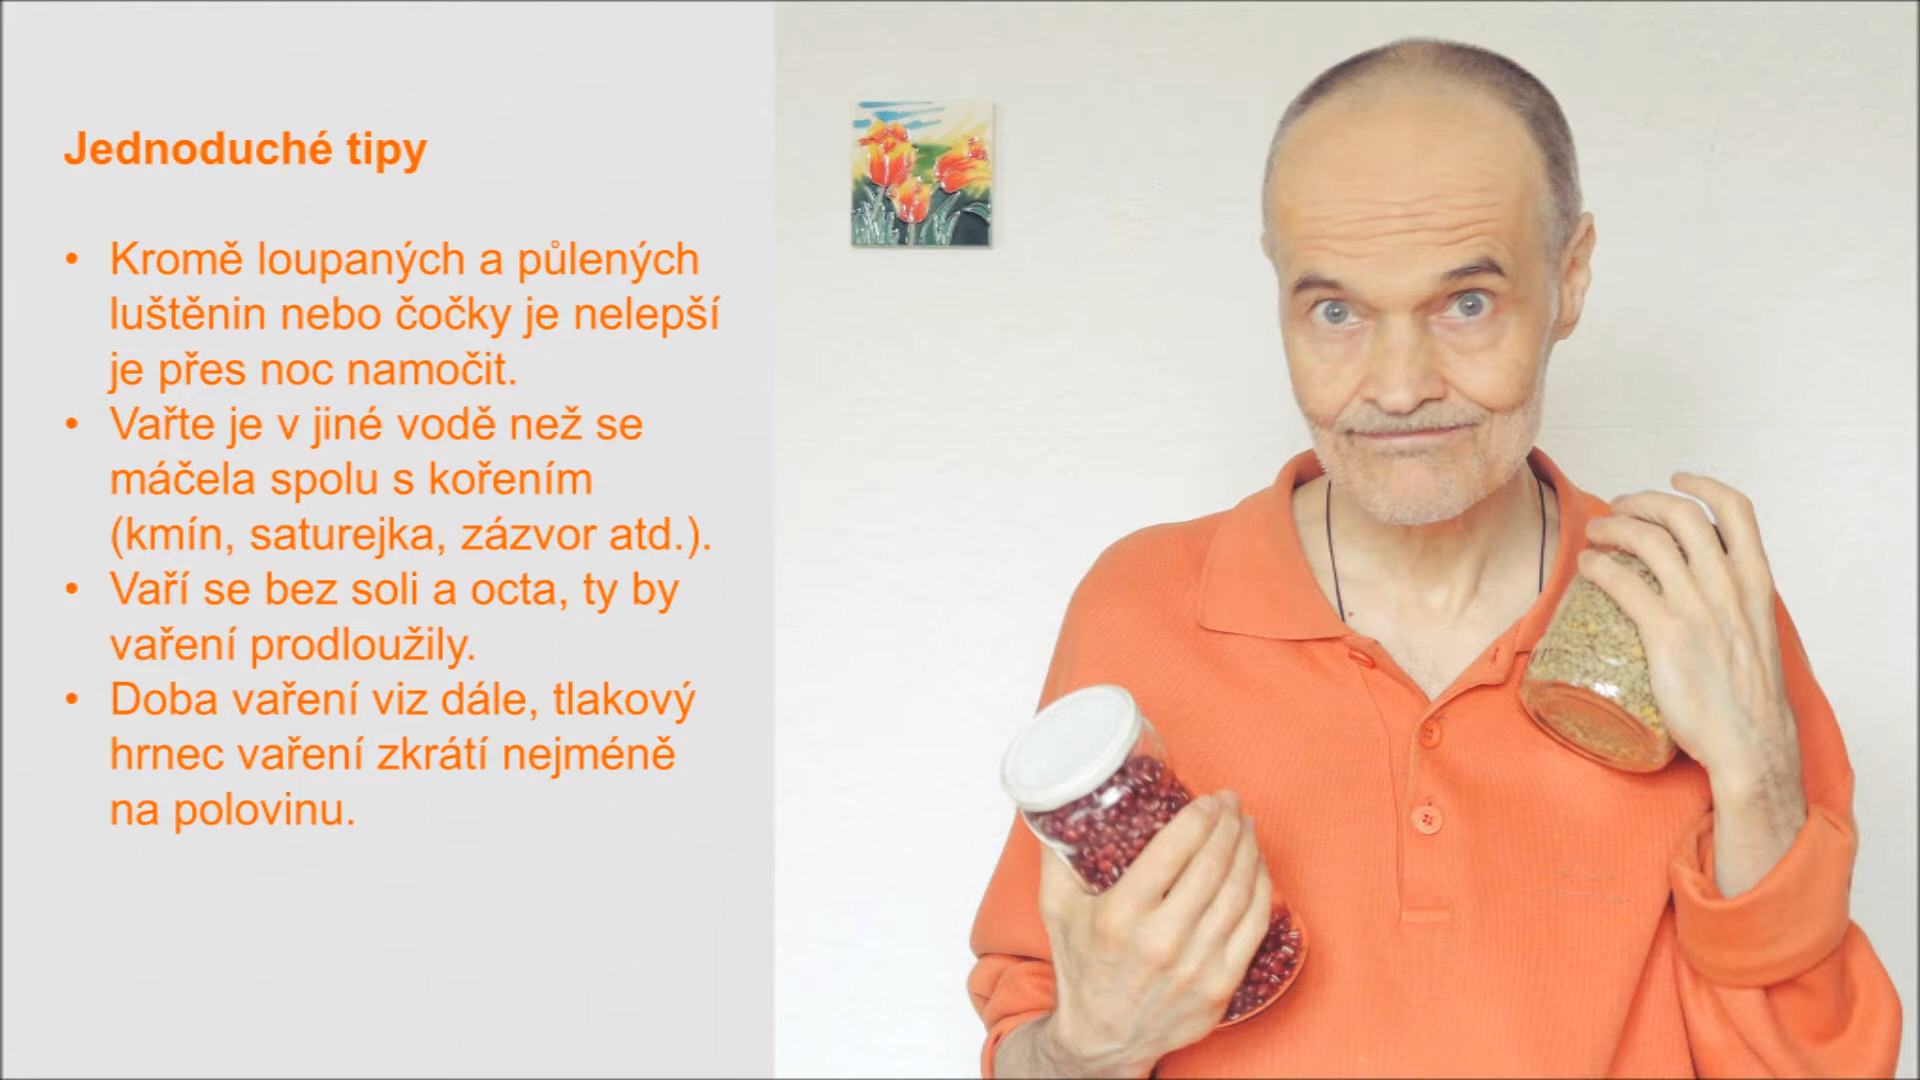 Jednoduché tipy
• Kromě loupaných a půlených
luštěnin nebo čočky je nelepší
je přes noc namočit.
• Vařte je v jiné vodě než se
máčela spolu s kořením
(kmín, saturejka, zázvor atd.).
• Vaří se bez soli a octa, ty by
vaření prodloužily.
• Doba vaření viz dále, tlakový
hrnec vaření zkrátí nejméně
na polovinu.